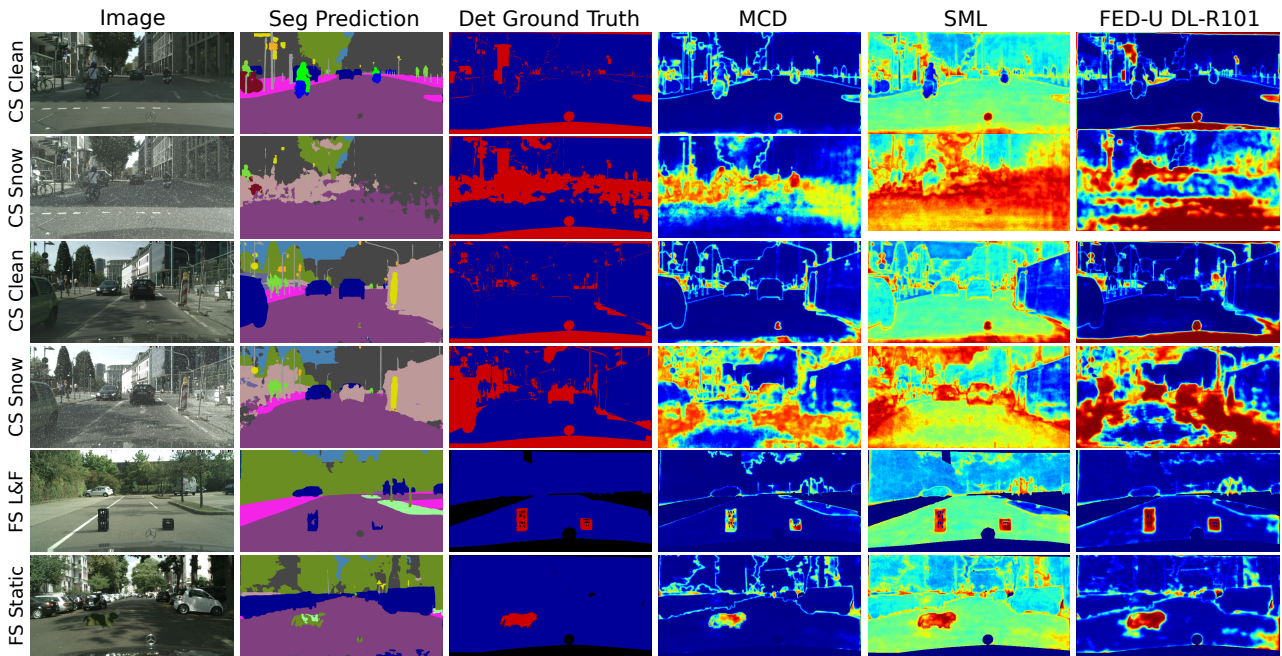 Image Seg Prediction Det Ground Truth MCD SML FED-U DL-R101
CS Clean
CS Snow
CS Clean
CS Snow
FS L&F
FS Static